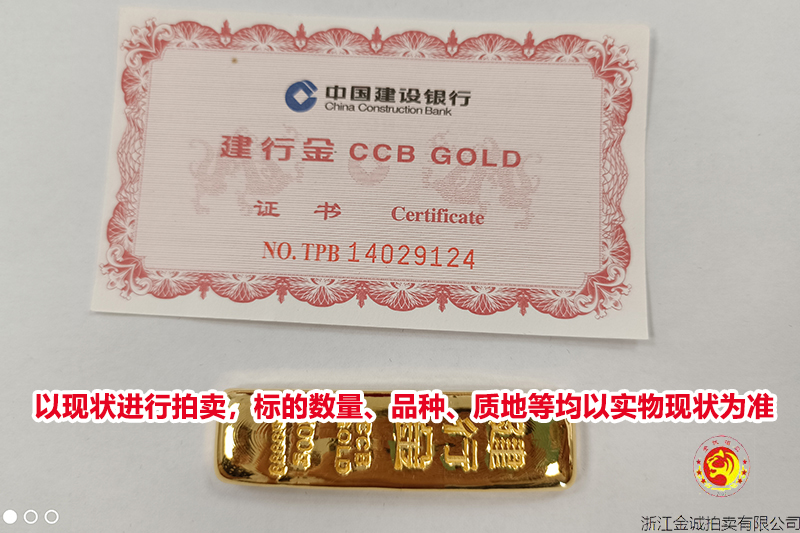 中国建设银行
China Construction Bank
建行金 CCB GOLD
证 书 Certificate
NO. TPB 14029124
以现状进行拍卖，标的数量、品种、质地等均以实物现状为准
浙江金诚拍卖有限公司